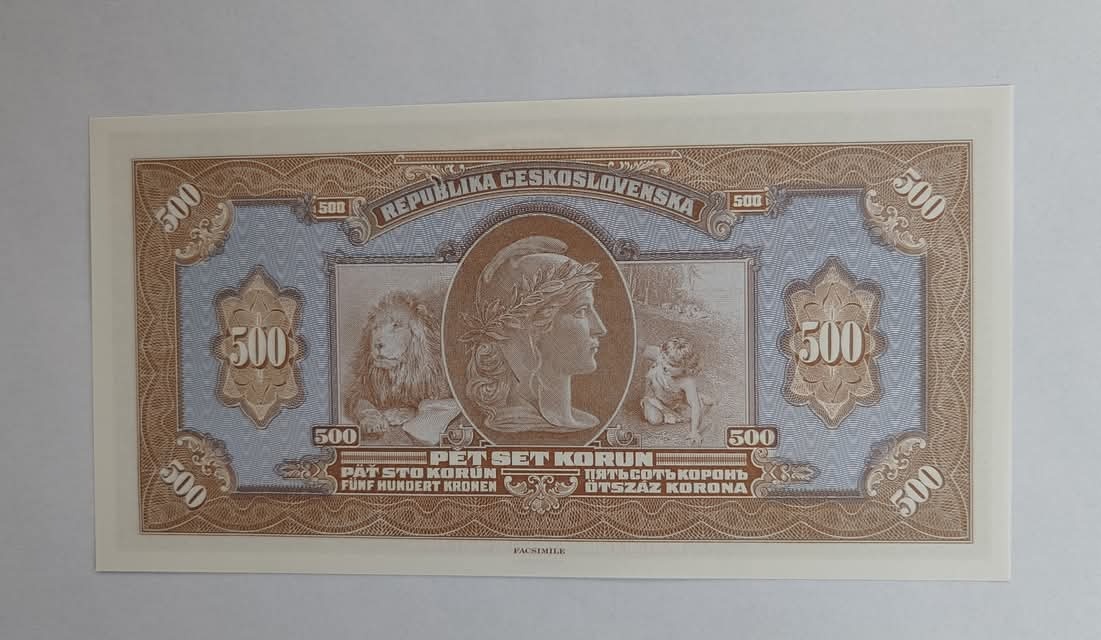 500 500
REPUBLIKA ČESKOSLOVENSKÁ
500 500
500 500
500 500
PĚT SET KORUN
PÄŤ STO KORÚN ПЯТЬСОТЪ КОРОНЬ
FÜNF HUNDERT KRONEN ÖTSZÁZ KORONA
500 500
FACSIMILE